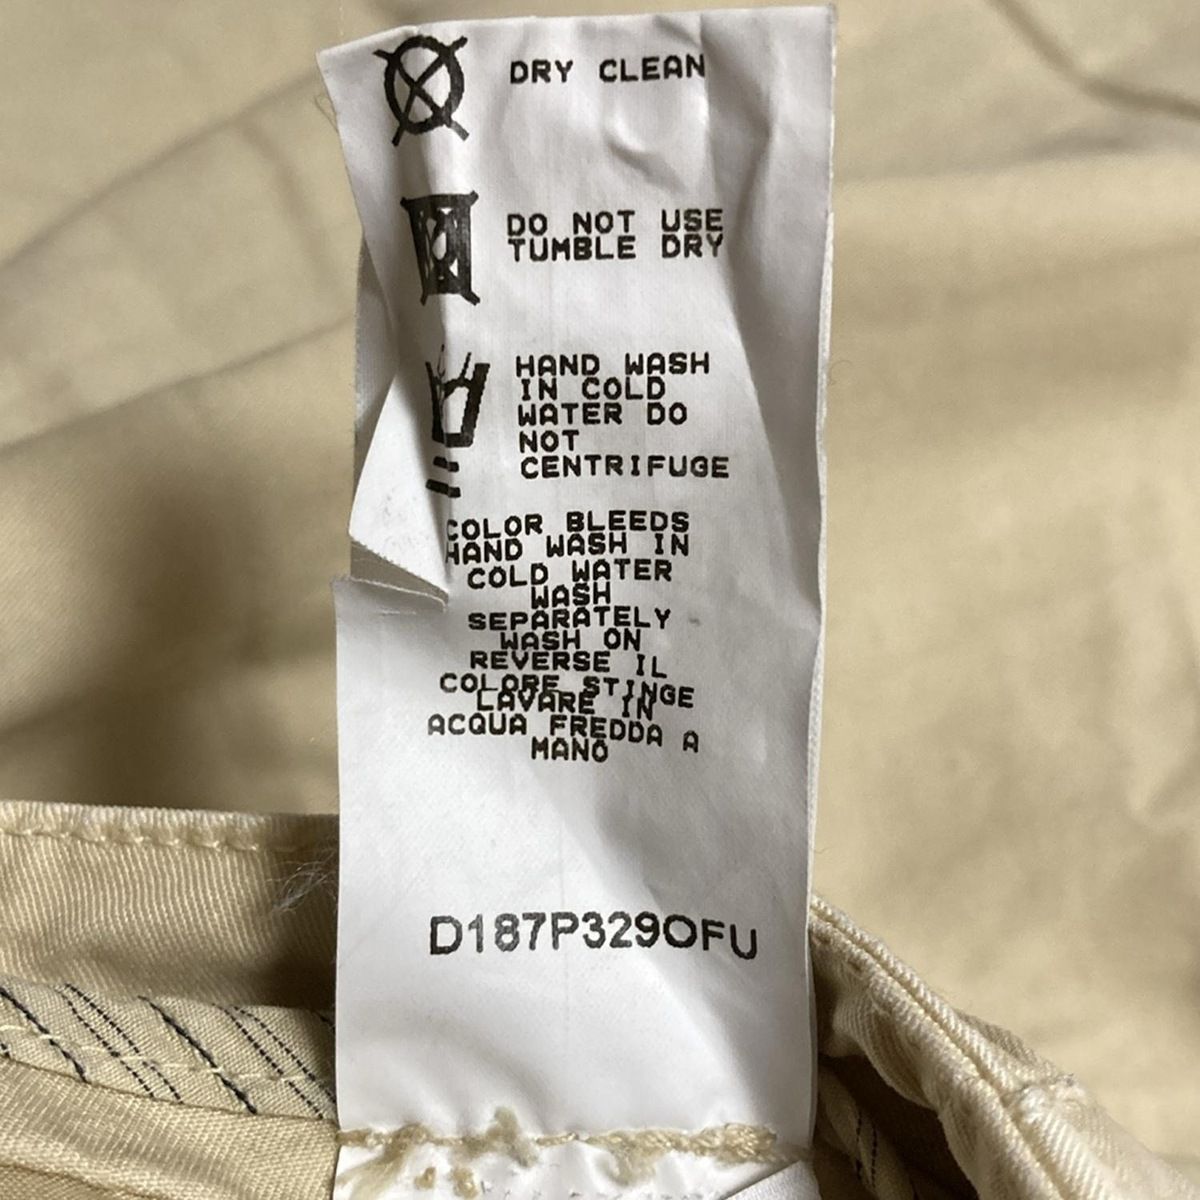 DRY CLEAN
DO NOT USE
TUMBLE DRY
HAND WASH
IN COLD
WATER DO
NOT
CENTRIFUGE
COLOR BLEEDS
HAND WASH IN
COLD WATER
WASH
SEPARATELY
WASH ON
REVERSE IL
COLORE STINGE
LAVARE IN
ACQUA FREDDA A
MANO
D187P329OFU